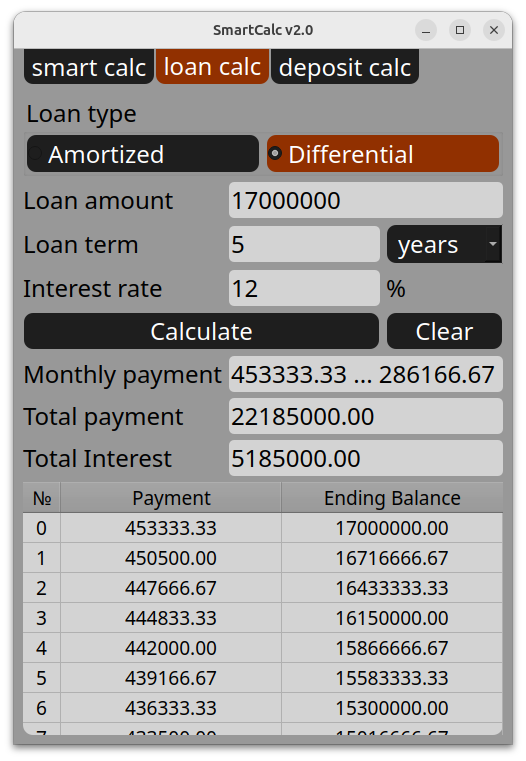 SmartCalc v2.0
smart calc loan calc deposit calc
Loan type
Amortized Differential
Loan amount 17000000
Loan term 5 years
Interest rate 12 %
Calculate Clear
Monthly payment 453333.33 ... 286166.67
Total payment 22185000.00
Total Interest 5185000.00
№ Payment Ending Balance
0 453333.33 17000000.00
1 450500.00 16716666.67
2 447666.67 16433333.33
3 444833.33 16150000.00
4 442000.00 15866666.67
5 439166.67 15583333.33
6 436333.33 15300000.00
7 433500.00 15016666.67